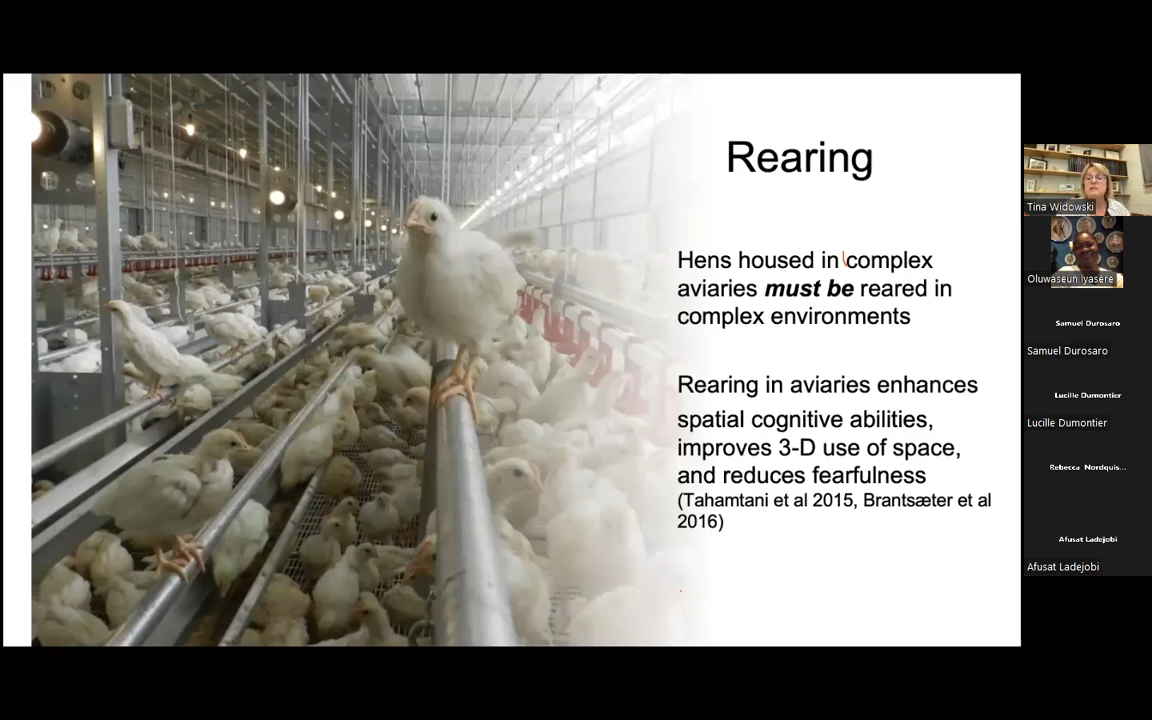 Rearing
Hens housed in complex
aviaries must be reared in
complex environments
Rearing in aviaries enhances
spatial cognitive abilities,
improves 3-D use of space,
and reduces fearfulness
(Tahamtani et al 2015, Brantsæter et al
2016)
Tina Widowski
Oluwaseun Iyasere
Samuel Durosaro
Samuel Durosaro
Lucille Dumontier
Lucille Dumontier
Rebecca Nordquis...
Afusat Ladejobi
Afusat Ladejobi